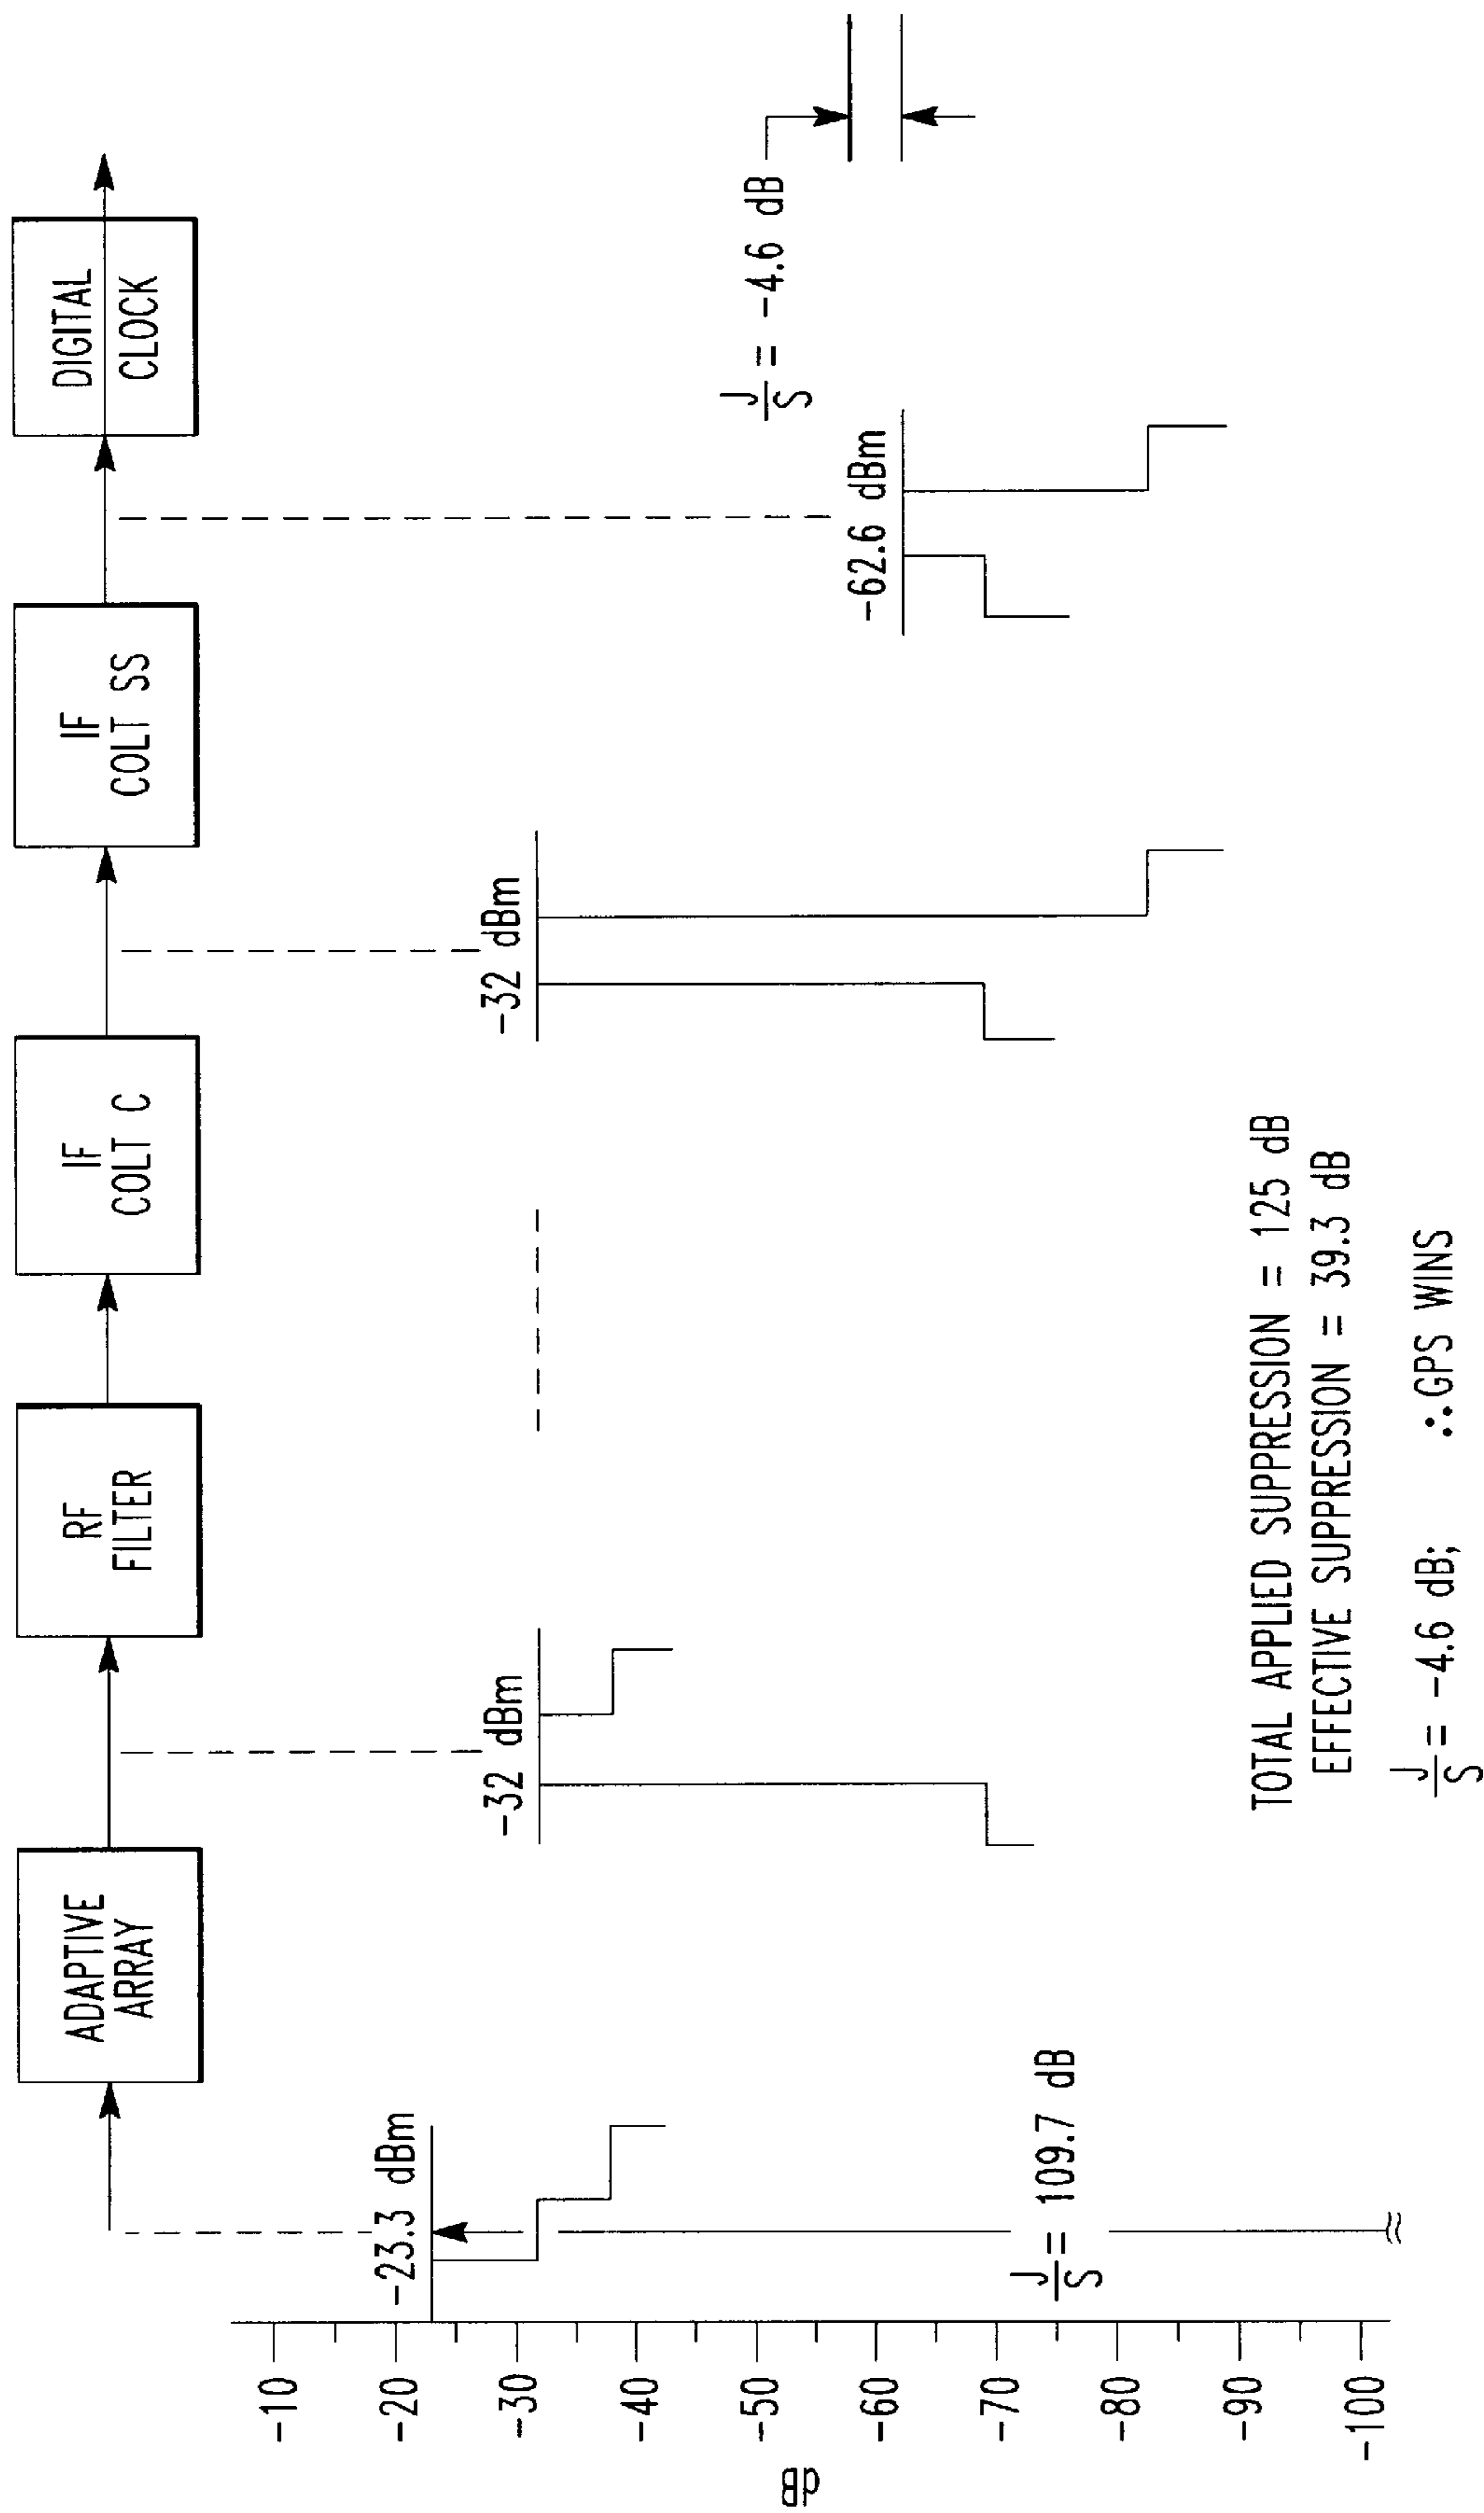 ADAPTIVE
ARRAY
RF
FILTER
IF
COLT C
IF
COLT SS
DIGITAL
CLOCK
dB
-10
-20
-30
-40
-50
-60
-70
-80
-90
-100
-23.3 dBm
J/S = 109.7 dB
-32 dBm
-32 dBm
-62.6 dBm
J/S = -4.6 dB
TOTAL APPLIED SUPPRESSION = 125 dB
EFFECTIVE SUPPRESSION = 39.3 dB
J/S = -4.6 dB; ∴GPS WINS